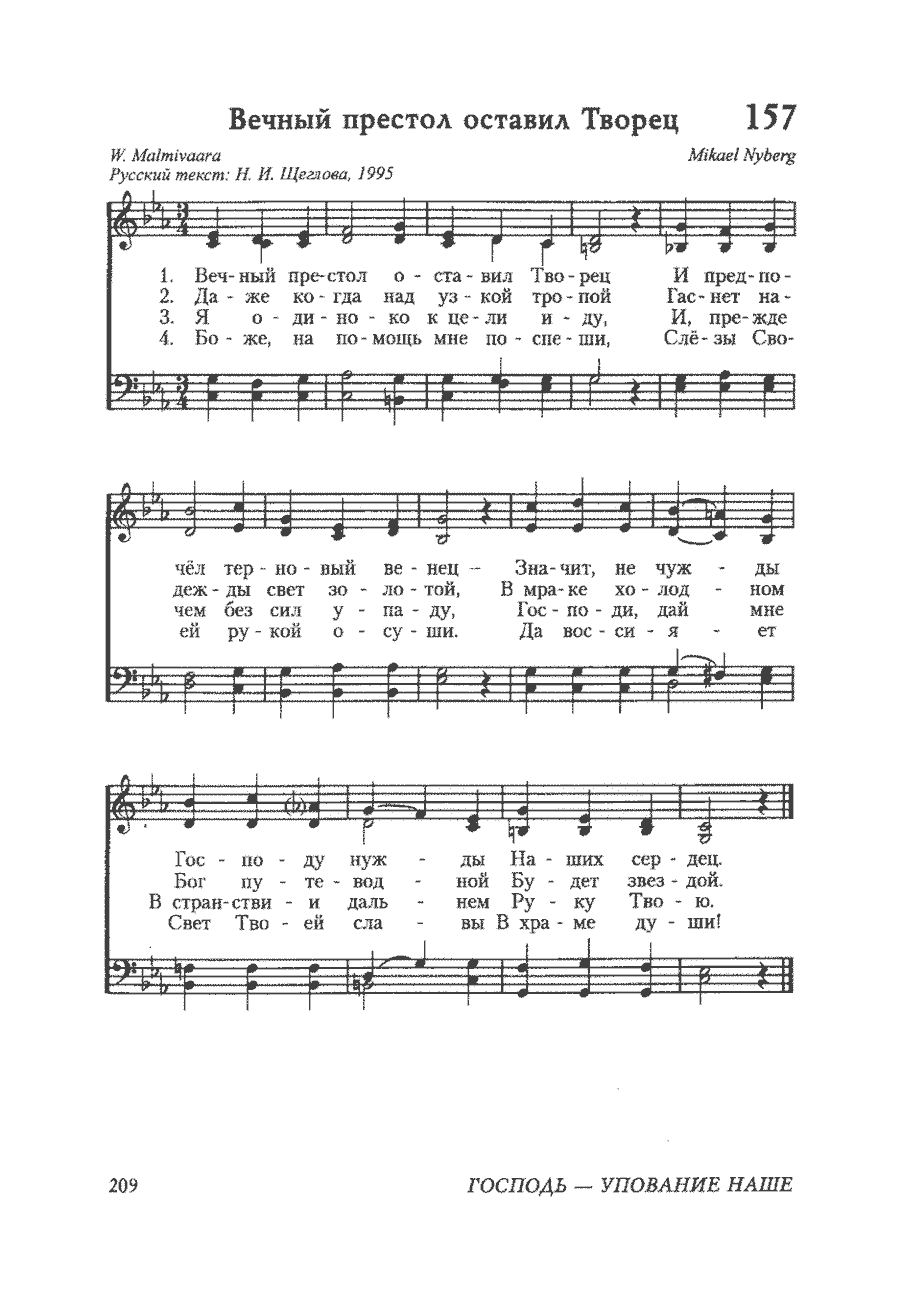 Вечный престол оставил Творец 157
W. Malmivaara Mikael Nyberg
Русский текст: Н. И. Щеглова, 1995
1. Веч-ный пре-стол о - ста-вил Тво-рец И пред-по-
2. Да - же ко-гда над уз-кой тро-пой Гас-нет на-
3. Я о - ди-но - ко к це-ли и - ду, И, пре-жде
4. Бо - же, на по-мощь мне по - спе-ши, Слё-зы Сво-
чёл тер-но-вый ве-нец – Зна-чит, не чуж - ды
деж-ды свет зо - ло-той, В мра-ке хо-лод - ном
чем без сил у - па-ду, Гос-по-ди, дай мне
ей ру-кой о - су-ши. Да вос-си-я - ет
Гос - по - ду нуж - ды На - ших сер - дец.
Бог пу - те - вод - ной Бу - дет звез - дой.
В стран-стви - и даль - нем Ру - ку Тво - ю.
Свет Тво - ей сла - вы В хра - ме ду - ши!
209 ГОСПОДЬ — УПОВАНИЕ НАШЕ